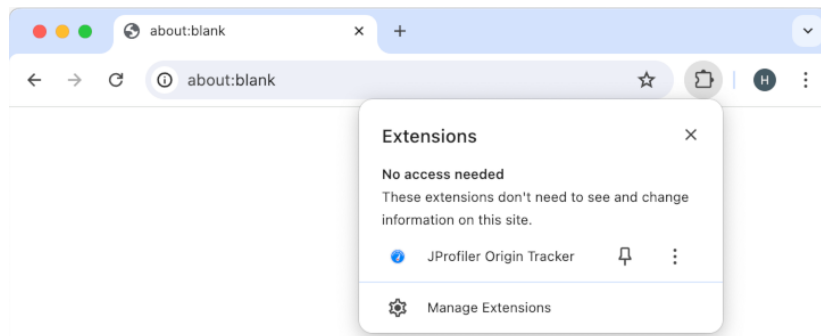 about:blank
about:blank
H
Extensions
No access needed
These extensions don't need to see and change
information on this site.
JProfiler Origin Tracker
Manage Extensions